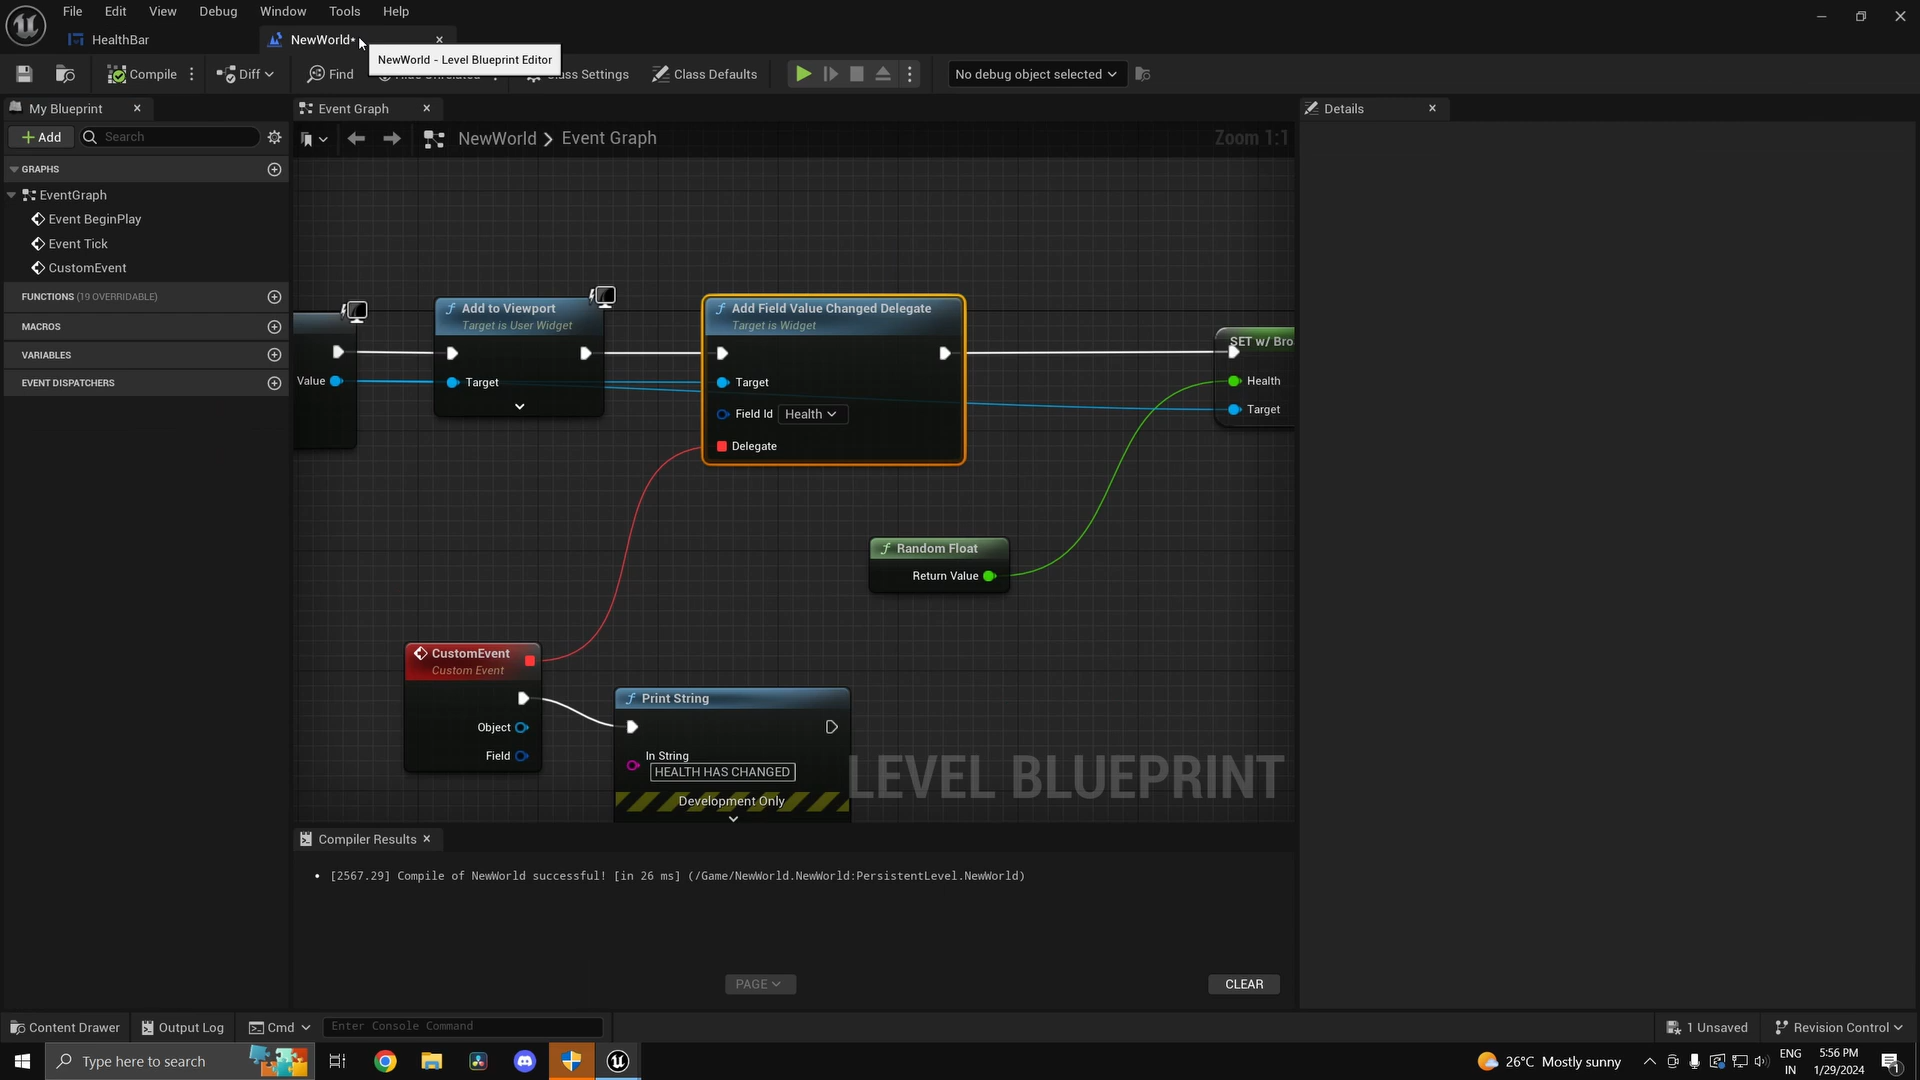 File Edit View Debug Window Tools Help
HealthBar NewWorld•
NewWorld - Level Blueprint Editor
Compile Diff Find Hide Unrelated Class Settings Class Defaults No debug object selected
My Blueprint Event Graph Details
Add Search NewWorld > Event Graph Zoom 1:1
GRAPHS
EventGraph
Event BeginPlay
Event Tick
CustomEvent
FUNCTIONS (19 OVERRIDABLE)
MACROS
VARIABLES
EVENT DISPATCHERS
Value
Add to Viewport
Target is User Widget
Target
Add Field Value Changed Delegate
Target is Widget
Target
Field Id Health
Delegate
SET w/ Bro
Health
Target
Random Float
Return Value
CustomEvent
Custom Event
Object
Field
Print String
In String
HEALTH HAS CHANGED
Development Only
LEVEL BLUEPRINT
Compiler Results
• [2567.29] Compile of NewWorld successful! [in 26 ms] (/Game/NewWorld.NewWorld:PersistentLevel.NewWorld)
PAGE CLEAR
Content Drawer Output Log Cmd Enter Console Command 1 Unsaved Revision Control
Type here to search 26°C Mostly sunny ENG IN 5:56 PM 1/29/2024 1